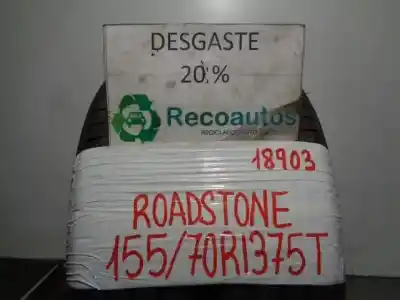 DESGASTE
20%
Recoautos
18903
ROADSTONE
155/70R1375T